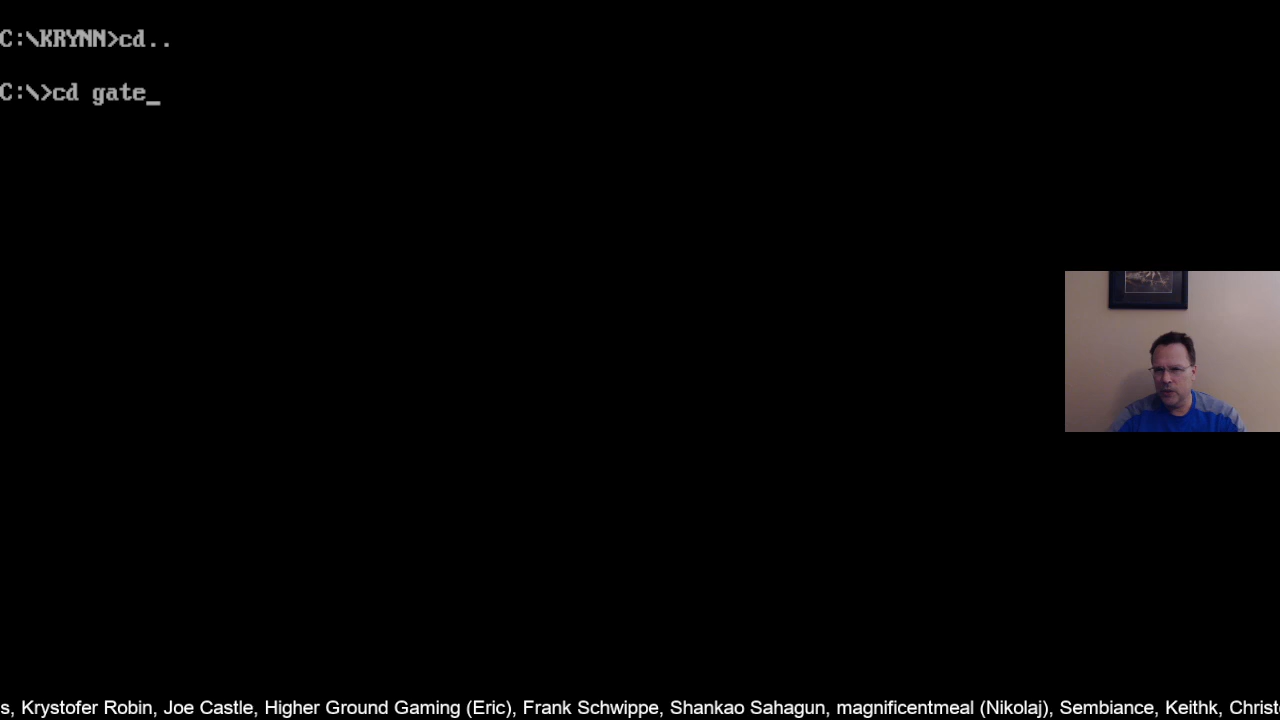 C:\KRYNN>cd..
C:\>cd gate_
s, Krystofer Robin, Joe Castle, Higher Ground Gaming (Eric), Frank Schwippe, Shankao Sahagun, magnificentmeal (Nikolaj), Sembiance, Keithk, Christ